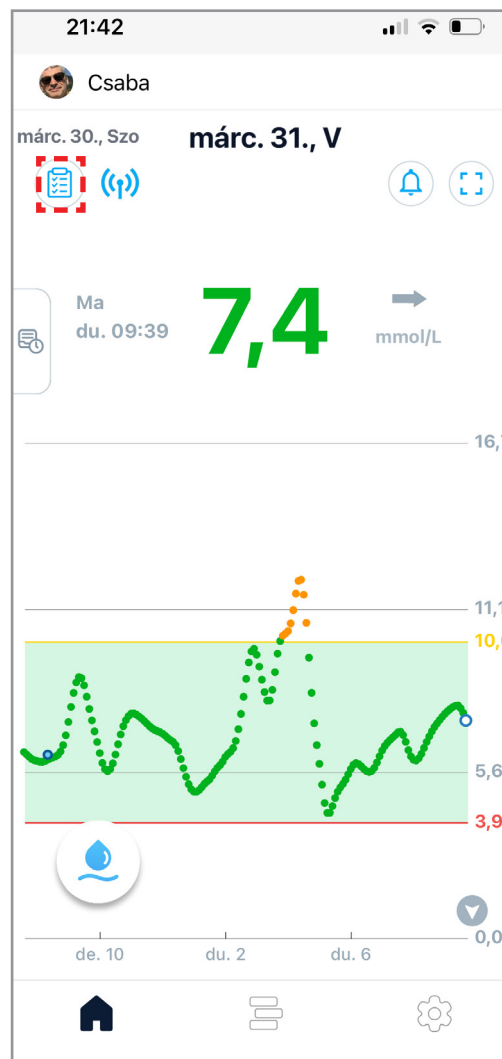 21:42
Csaba
márc. 30., Szo márc. 31., V
Ma
du. 09:39
7,4
mmol/L
16,
11,1
10,
5,6
3,9
0,0
de. 10 du. 2 du. 6